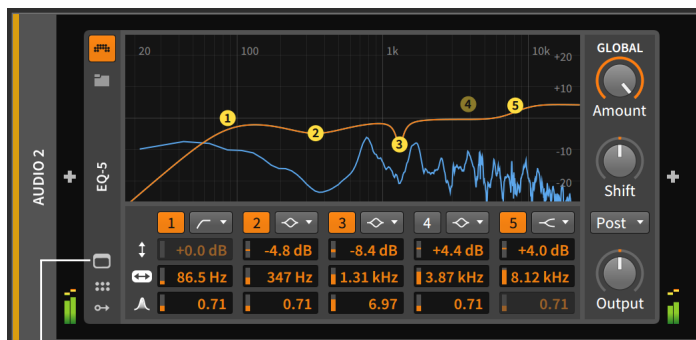 AUDIO 2
EQ-5
20 100 1k 10k +20
+10
-10
-20
1 2 3 4 5
GLOBAL
Amount
Shift
Post
Output
1 2 3 4 5
+0.0 dB -4.8 dB -8.4 dB +4.4 dB +4.0 dB
86.5 Hz 347 Hz 1.31 kHz 3.87 kHz 8.12 kHz
0.71 0.71 6.97 0.71 0.71